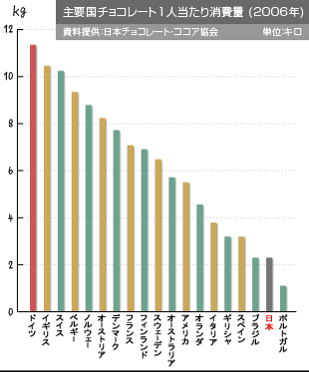 主要国チョコレート1人当たり消費量 (2006年)
資料提供:日本チョコレート・ココア協会 単位:キロ
kg
12
10
8
6
4
2
0
ドイツ
イギリス
スイス
ベルギー
ノルウェー
オーストリア
デンマーク
フランス
フィンランド
スウェーデン
オーストラリア
アメリカ
オランダ
イタリア
ギリシャ
スペイン
ブラジル
日本
ポルトガル